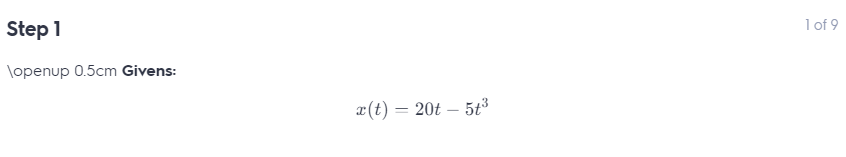 Step 1
1 of 9
\openup 0.5cm Givens:
x(t) = 20t − 5t³